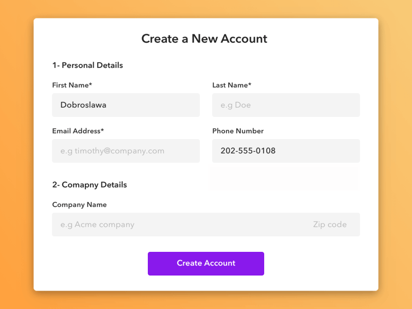 Create a New Account
1- Personal Details
First Name*
Last Name*
Dobroslawa
e.g Doe
Email Address*
Phone Number
e.g timothy@company.com
202-555-0108
2- Comapny Details
Company Name
e.g Acme company
Zip code
Create Account